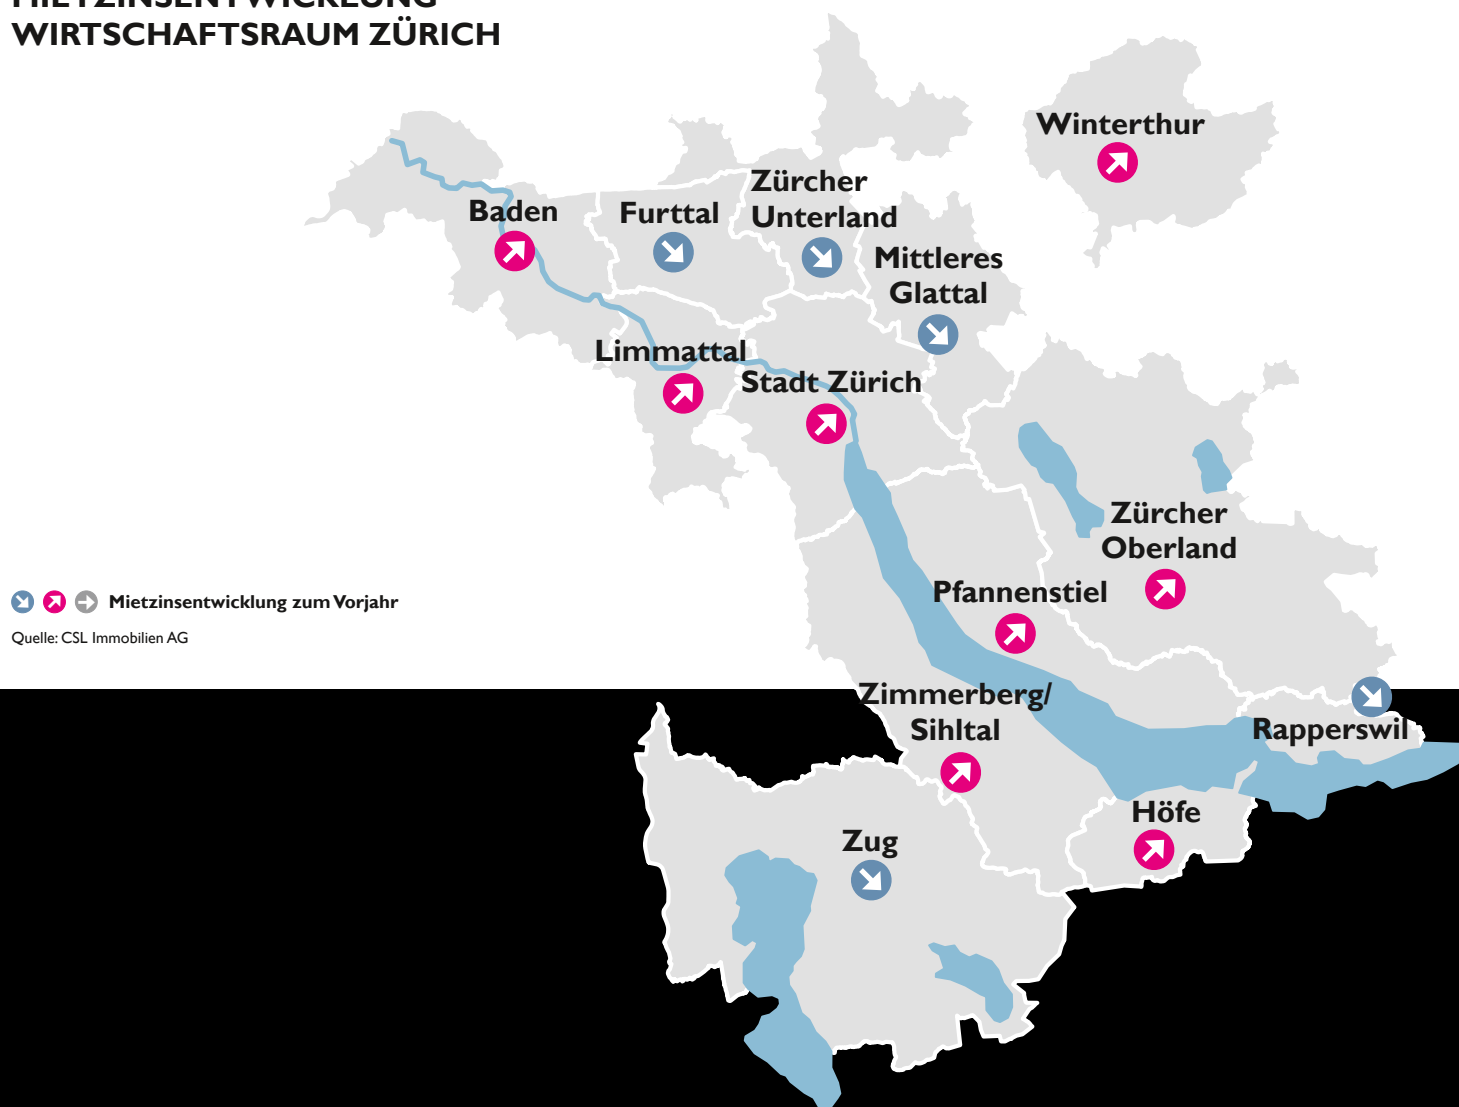 MIETZINSENTWICKLUNG
WIRTSCHAFTSRAUM ZÜRICH
Winterthur
Zürcher
Unterland
Baden
Furttal
Mittleres
Glattal
Limmattal
Stadt Zürich
Zürcher
Oberland
Pfannenstiel
Mietzinsentwicklung zum Vorjahr
Quelle: CSL Immobilien AG
Zimmerberg/
Sihltal
Rapperswil
Höfe
Zug